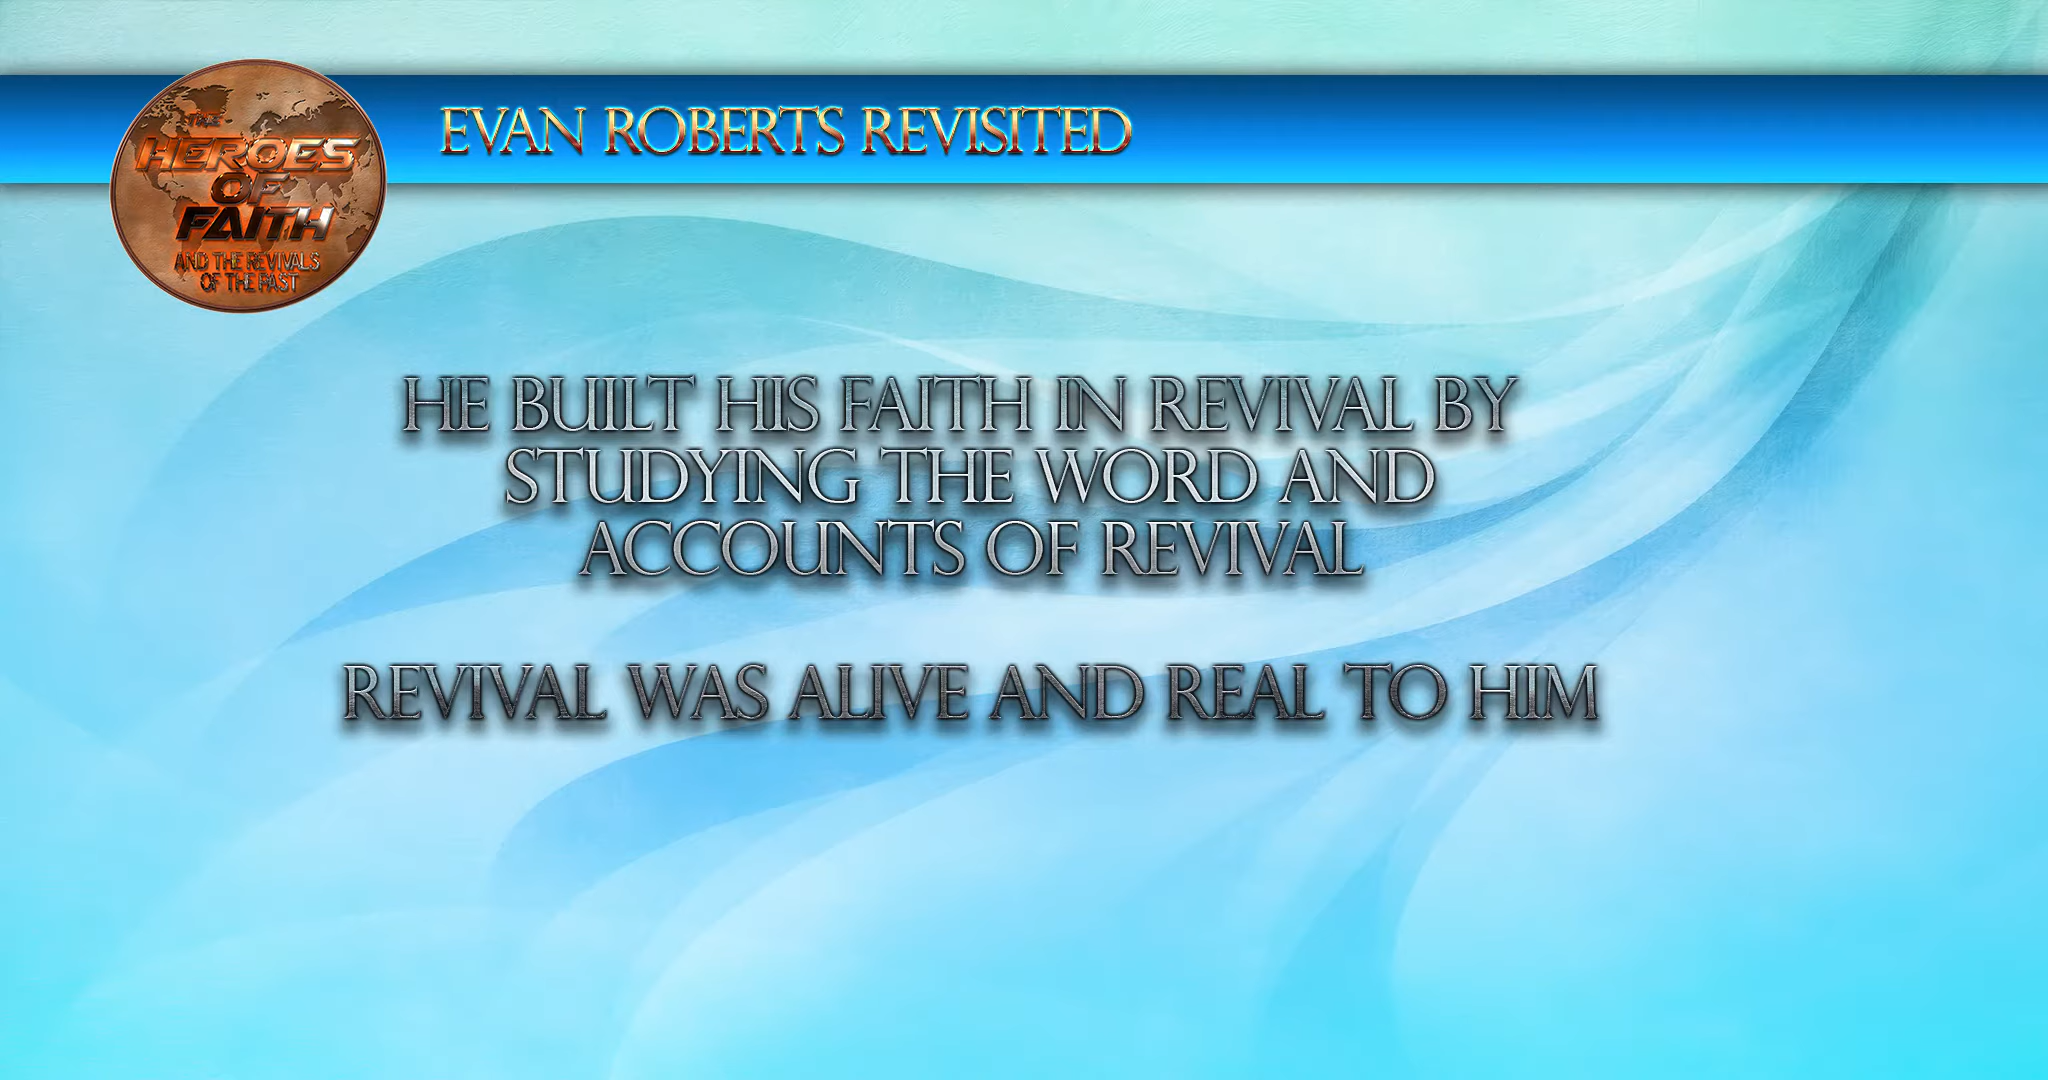 THE
HEROES
OF
FAITH
AND THE REVIVALS
OF THE PAST
EVAN ROBERTS REVISITED
HE BUILT HIS FAITH IN REVIVAL BY
STUDYING THE WORD AND
ACCOUNTS OF REVIVAL
REVIVAL WAS ALIVE AND REAL TO HIM